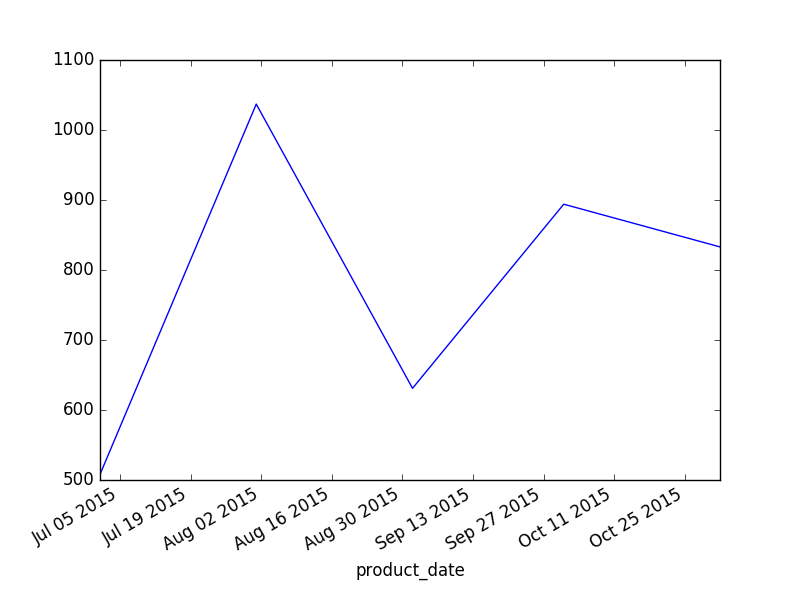 1100
1000
900
800
700
600
500
Jul 05 2015
Jul 19 2015
Aug 02 2015
Aug 16 2015
Aug 30 2015
Sep 13 2015
Sep 27 2015
Oct 11 2015
Oct 25 2015
product_date